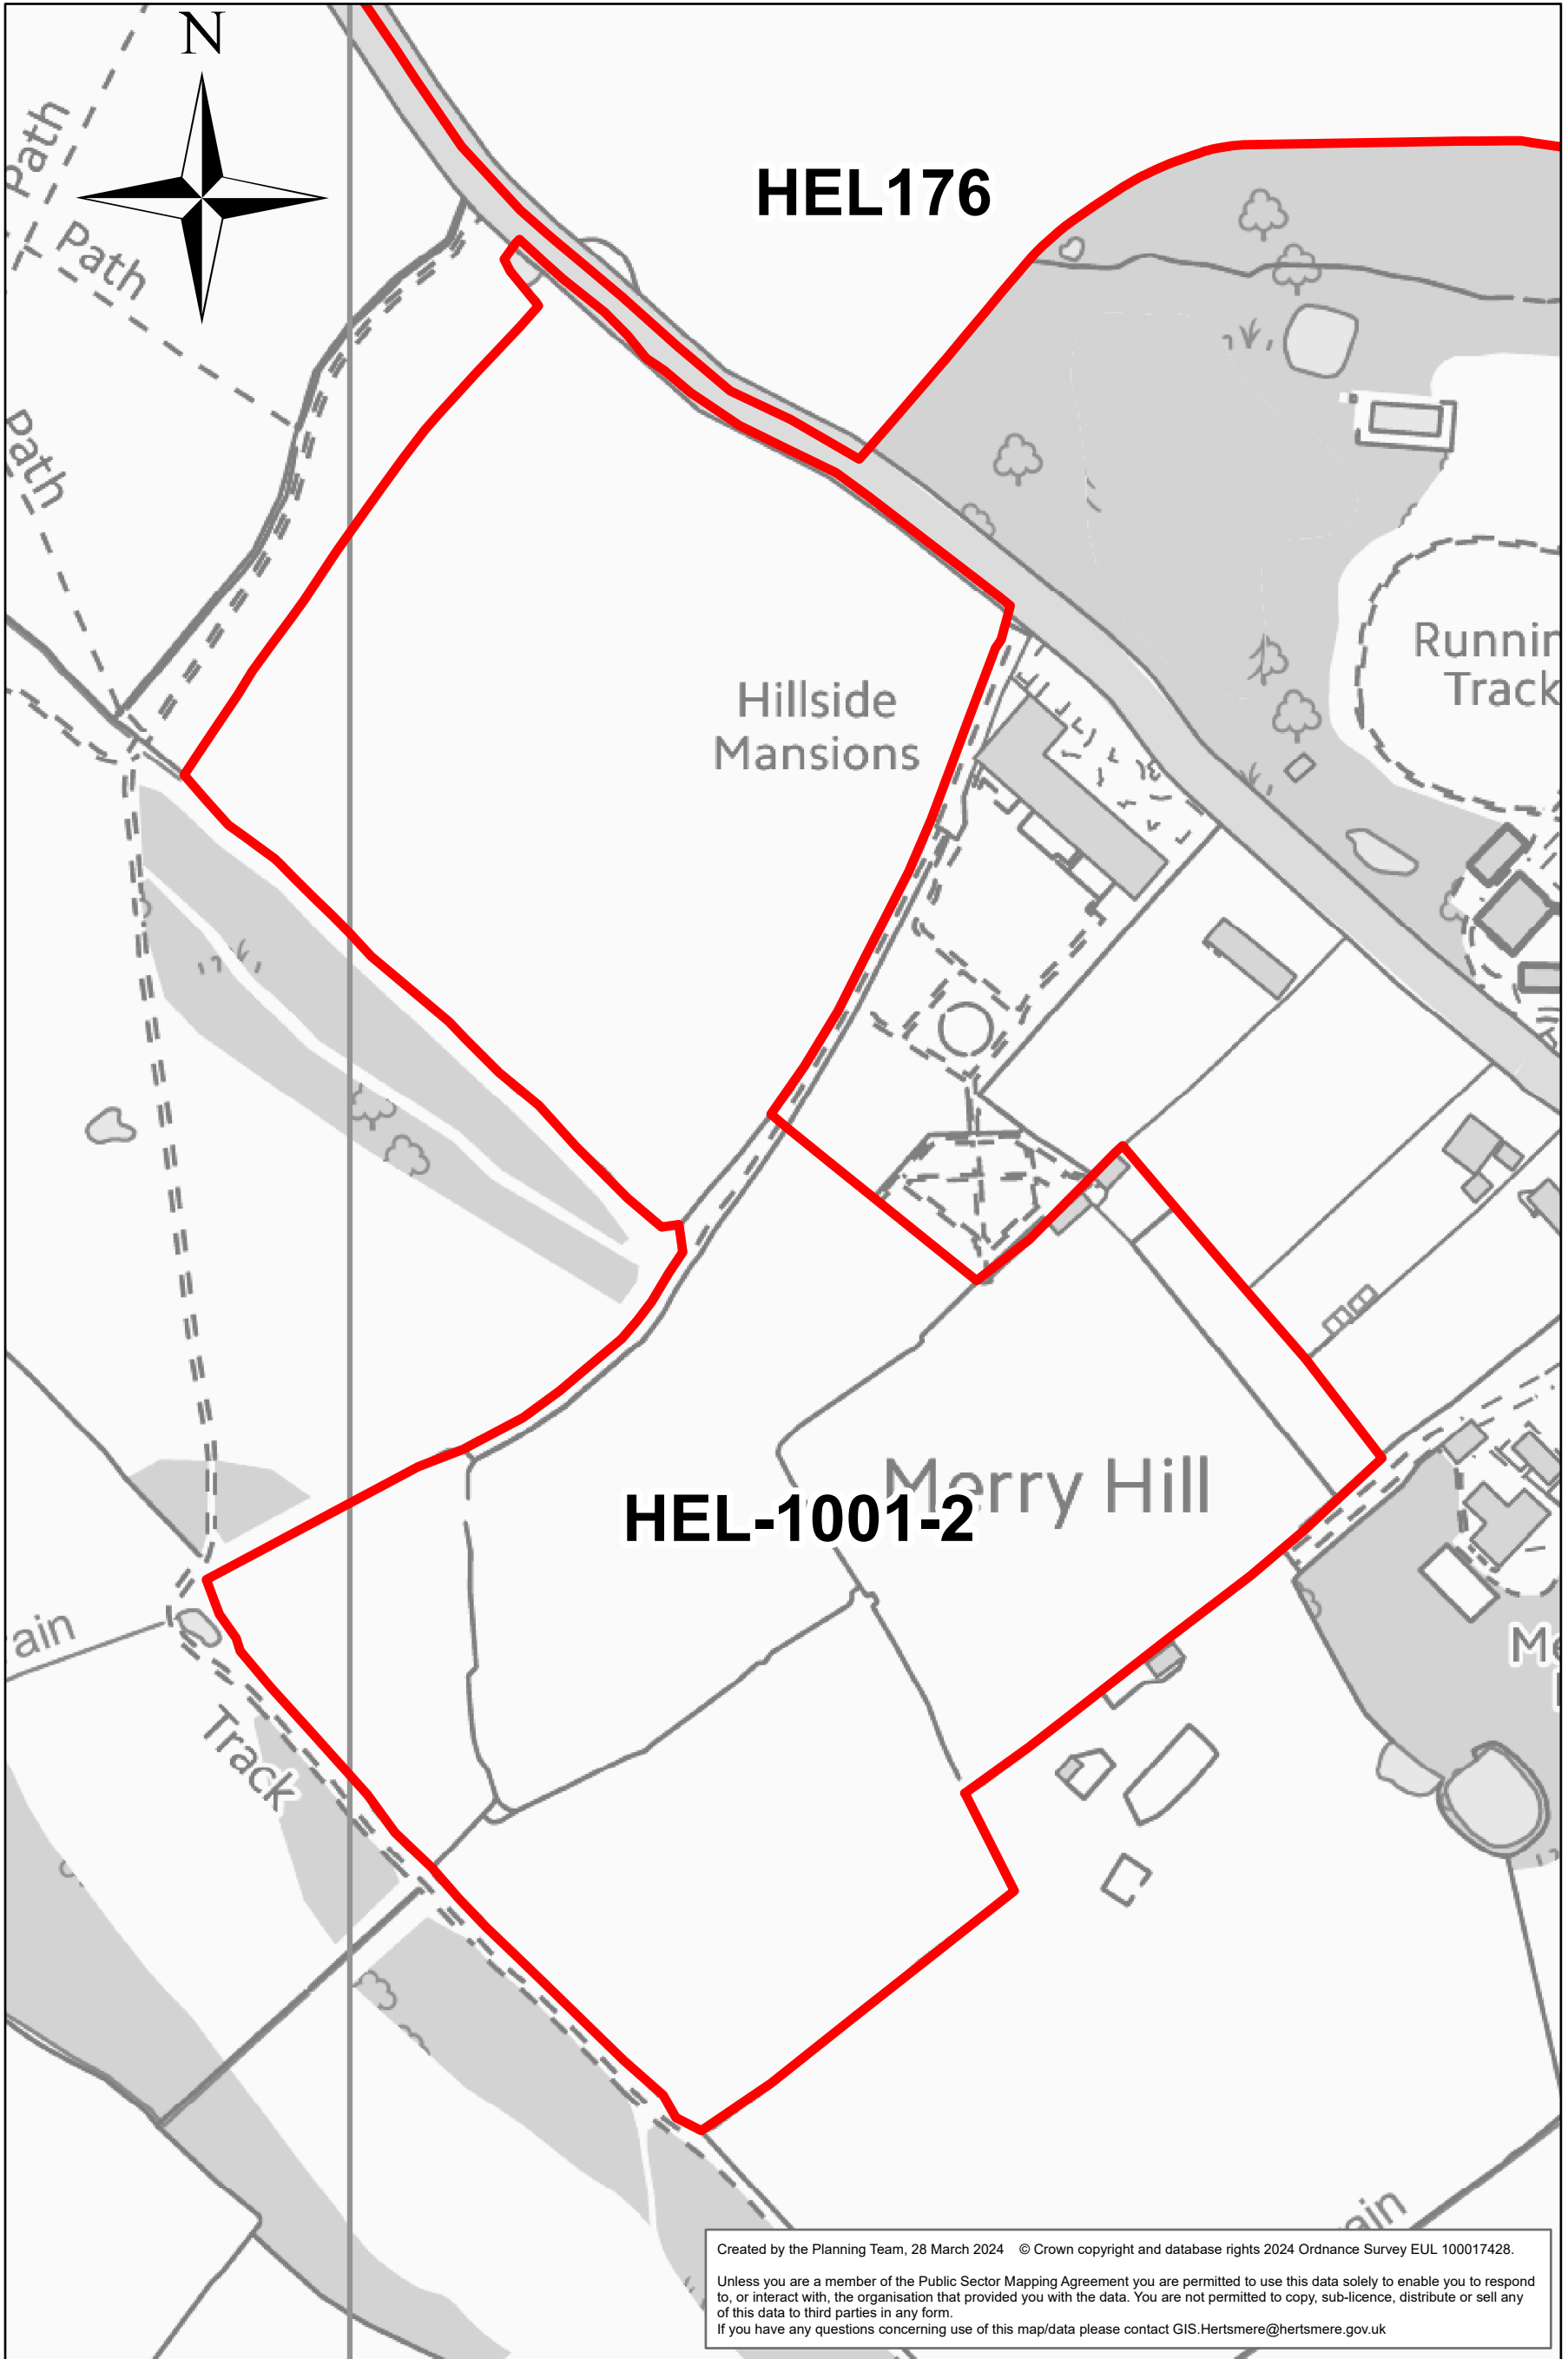 N
Path
Path
Path
HEL176
Runnin
Track
Hillside
Mansions
Merry Hill
HEL-1001-2
ain
Track
Me
ain
Created by the Planning Team, 28 March 2024 © Crown copyright and database rights 2024 Ordnance Survey EUL 100017428.
Unless you are a member of the Public Sector Mapping Agreement you are permitted to use this data solely to enable you to respond
to, or interact with, the organisation that provided you with the data. You are not permitted to copy, sub-licence, distribute or sell any
of this data to third parties in any form.
If you have any questions concerning use of this map/data please contact GIS.Hertsmere@hertsmere.gov.uk